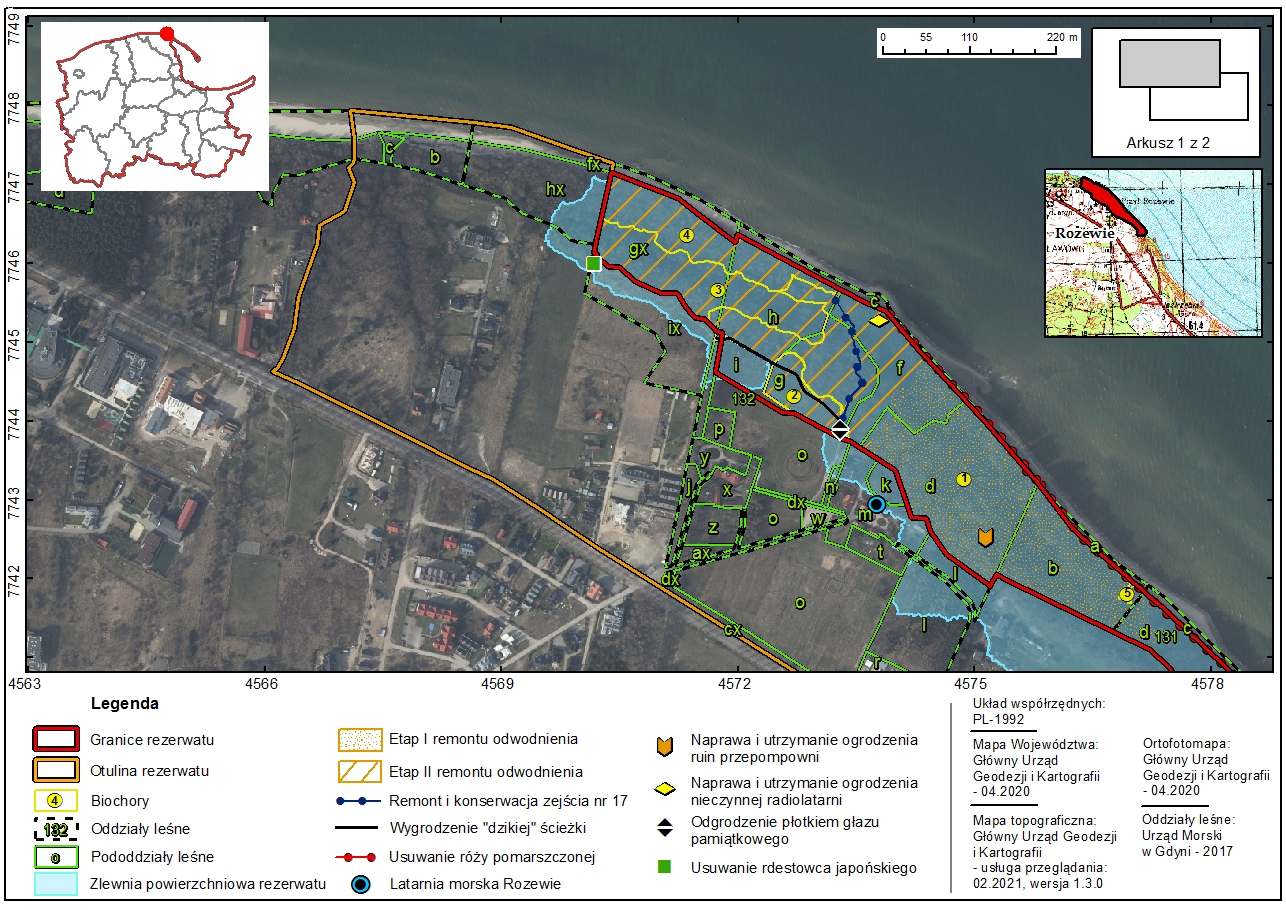 7749
7748
7747
7746
7745
7744
7743
7742
4563
4566
4569
4572
4575
4578
0 55 110 220 m
Arkusz 1 z 2
Rozewie
c
b
fx
hx
4
gx
3
h
c
ix
i
g
2
f
132
p
o
y
j
x
n
k
d
1
dx
z
o
w
m
ax
t
dx
l
b
a
5
o
cx
l
r
d
131
c
Legenda
Granice rezerwatu
Otulina rezerwatu
4 Biochory
132 Oddziały leśne
o Pododdziały leśne
Zlewnia powierzchniowa rezerwatu
Etap I remontu odwodnienia
Etap II remontu odwodnienia
Remont i konserwacja zejścia nr 17
Wygrodzenie "dzikiej" ścieżki
Usuwanie róży pomarszczonej
Latarnia morska Rozewie
Naprawa i utrzymanie ogrodzenia
ruin przepompowni
Naprawa i utrzymanie ogrodzenia
nieczynnej radiolatarni
Odgrodzenie płotkiem głazu
pamiątkowego
Usuwanie rdestowca japońskiego
Układ współrzędnych:
PL-1992
Mapa Województwa:
Główny Urząd
Geodezji i Kartografii
- 04.2020
Mapa topograficzna:
Główny Urząd Geodezji
i Kartografii
- usługa przeglądania:
02.2021, wersja 1.3.0
Ortofotomapa:
Główny Urząd
Geodezji i Kartografii
- 04.2020
Oddziały leśne:
Urząd Morski
w Gdyni - 2017